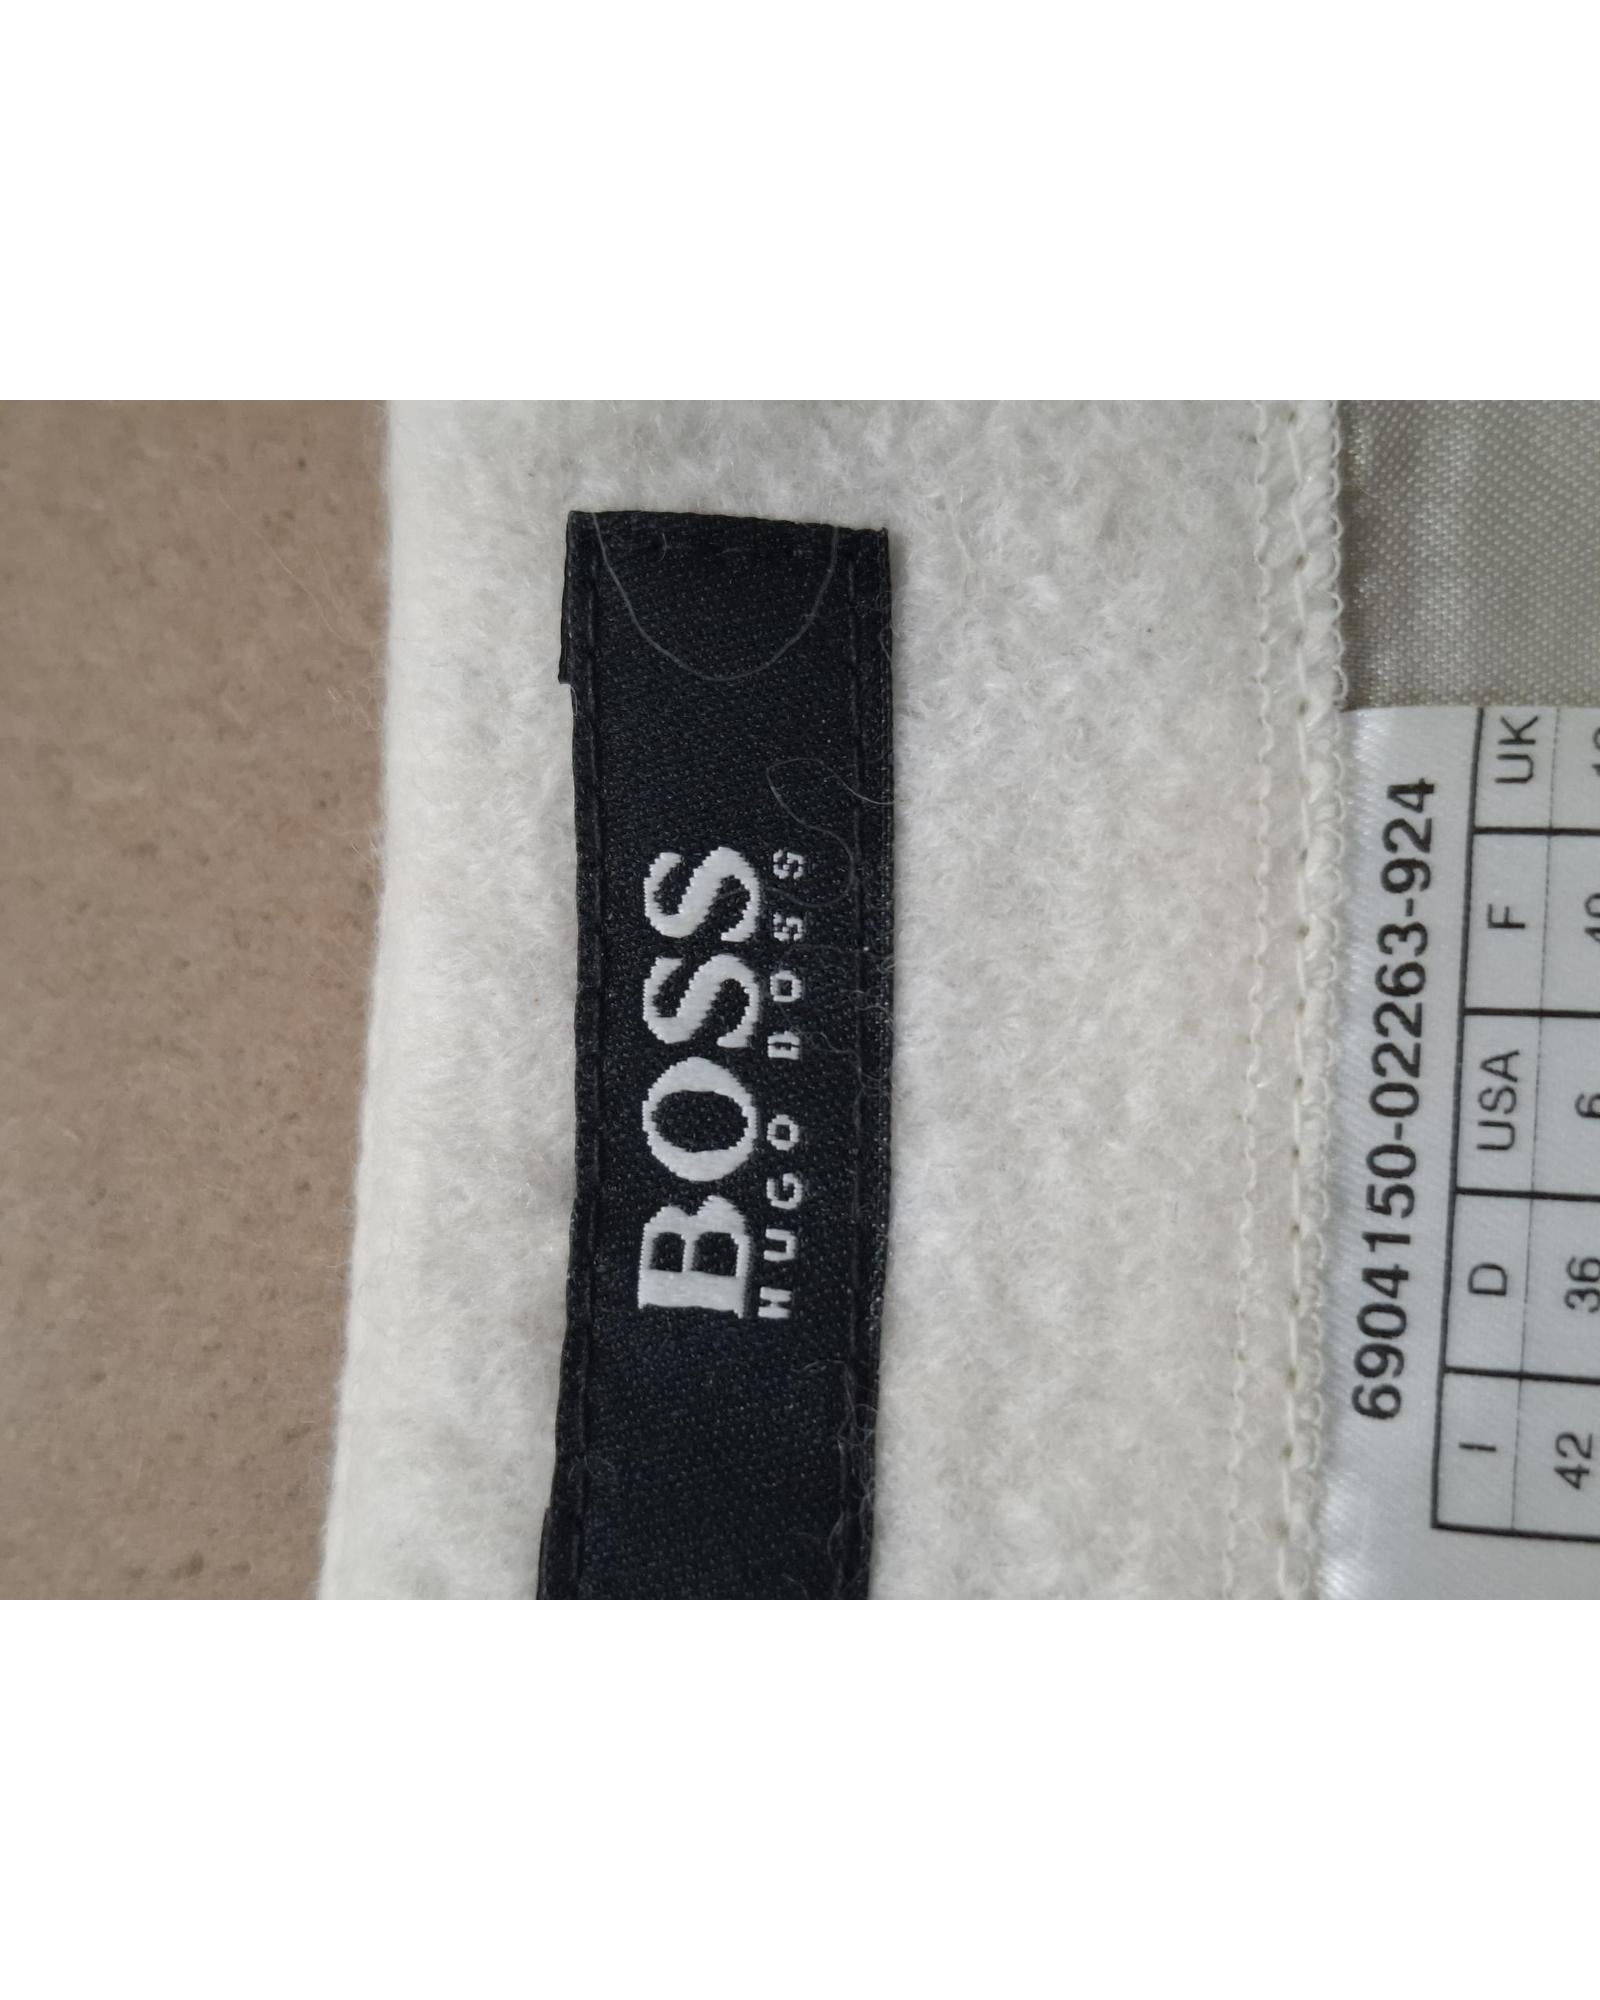 BOSS
HUGO BOSS
6904150-02263-924
I D USA F UK
42 36 6